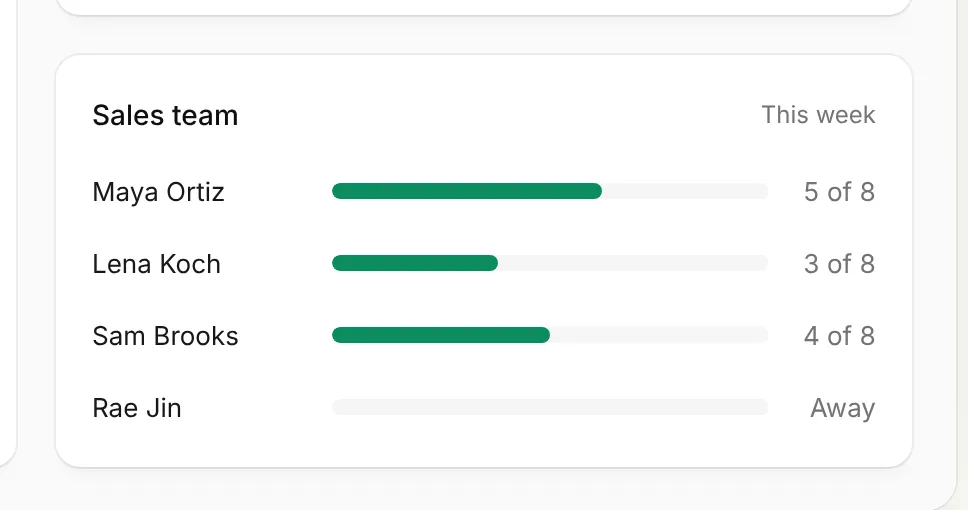 Sales team This week
Maya Ortiz 5 of 8
Lena Koch 3 of 8
Sam Brooks 4 of 8
Rae Jin Away